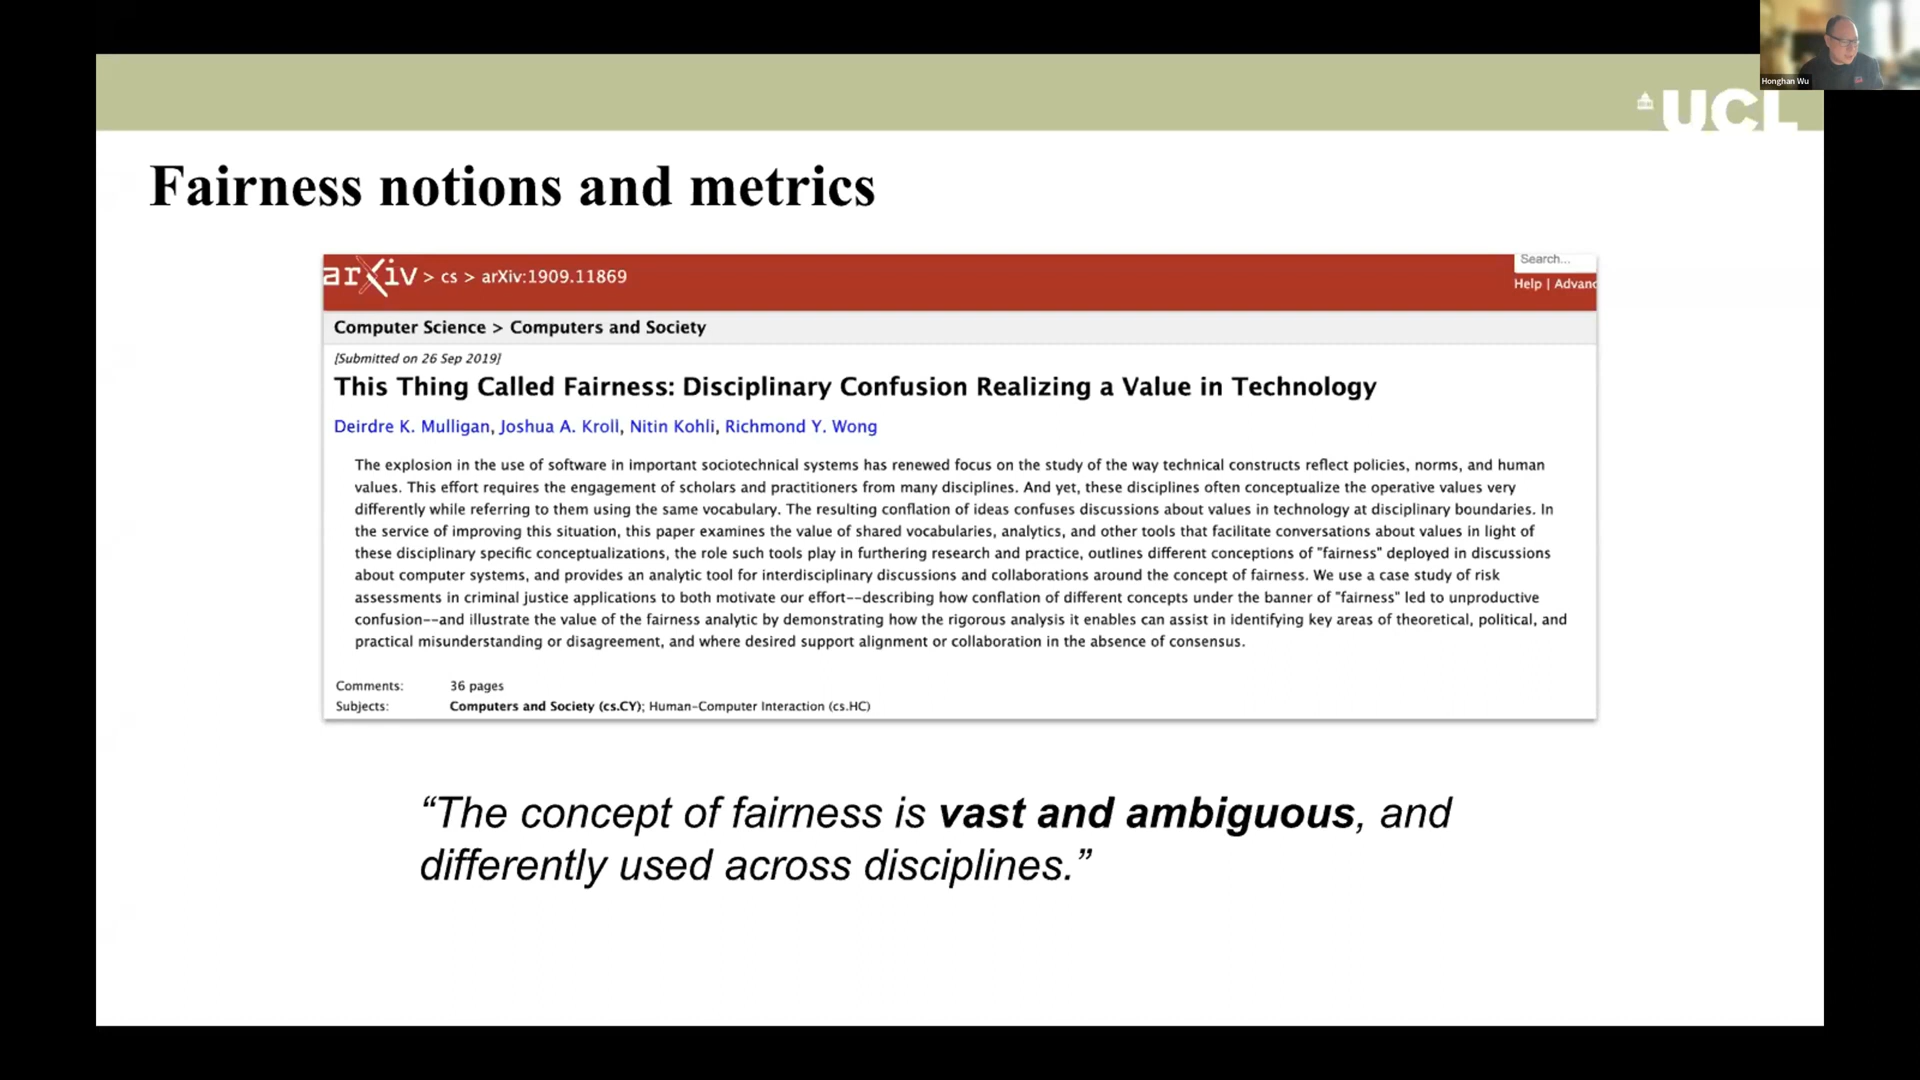 Honghan Wu
UCL
Fairness notions and metrics
arXiv > cs > arXiv:1909.11869
Search...
Help | Advanc
Computer Science > Computers and Society
[Submitted on 26 Sep 2019]
This Thing Called Fairness: Disciplinary Confusion Realizing a Value in Technology
Deirdre K. Mulligan, Joshua A. Kroll, Nitin Kohli, Richmond Y. Wong
The explosion in the use of software in important sociotechnical systems has renewed focus on the study of the way technical constructs reflect policies, norms, and human
values. This effort requires the engagement of scholars and practitioners from many disciplines. And yet, these disciplines often conceptualize the operative values very
differently while referring to them using the same vocabulary. The resulting conflation of ideas confuses discussions about values in technology at disciplinary boundaries. In
the service of improving this situation, this paper examines the value of shared vocabularies, analytics, and other tools that facilitate conversations about values in light of
these disciplinary specific conceptualizations, the role such tools play in furthering research and practice, outlines different conceptions of "fairness" deployed in discussions
about computer systems, and provides an analytic tool for interdisciplinary discussions and collaborations around the concept of fairness. We use a case study of risk
assessments in criminal justice applications to both motivate our effort--describing how conflation of different concepts under the banner of "fairness" led to unproductive
confusion--and illustrate the value of the fairness analytic by demonstrating how the rigorous analysis it enables can assist in identifying key areas of theoretical, political, and
practical misunderstanding or disagreement, and where desired support alignment or collaboration in the absence of consensus.
Comments: 36 pages
Subjects: Computers and Society (cs.CY); Human-Computer Interaction (cs.HC)
“The concept of fairness is vast and ambiguous, and
differently used across disciplines.”